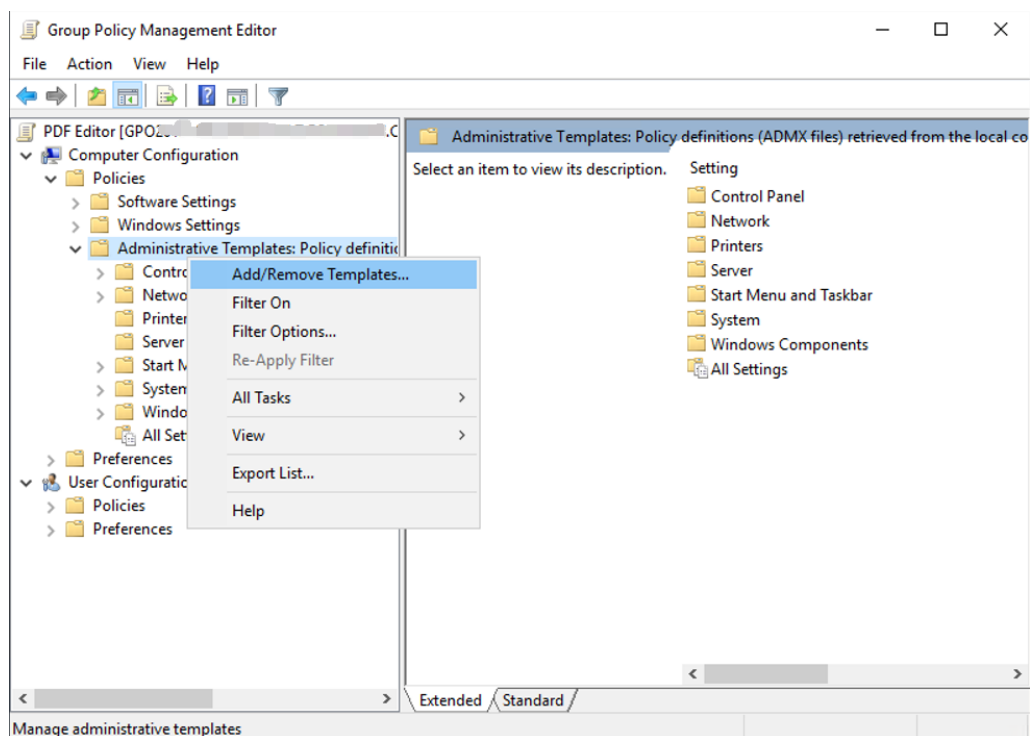 Group Policy Management Editor
File Action View Help
PDF Editor [GPO .C
Computer Configuration
Policies
Software Settings
Windows Settings
Administrative Templates: Policy definitic
Contro
Netwo
Printer
Server
Start M
System
Windo
All Set
Preferences
User Configuratic
Policies
Preferences
Add/Remove Templates...
Filter On
Filter Options...
Re-Apply Filter
All Tasks
View
Export List...
Help
Administrative Templates: Policy definitions (ADMX files) retrieved from the local co
Select an item to view its description.
Setting
Control Panel
Network
Printers
Server
Start Menu and Taskbar
System
Windows Components
All Settings
Extended Standard
Manage administrative templates